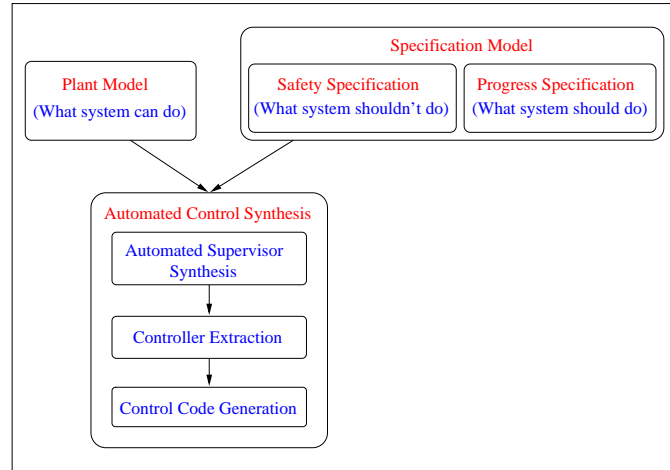 Specification Model
Plant Model
(What system can do)
Safety Specification
(What system shouldn't do)
Progress Specification
(What system should do)
Automated Control Synthesis
Automated Supervisor
Synthesis
Controller Extraction
Control Code Generation